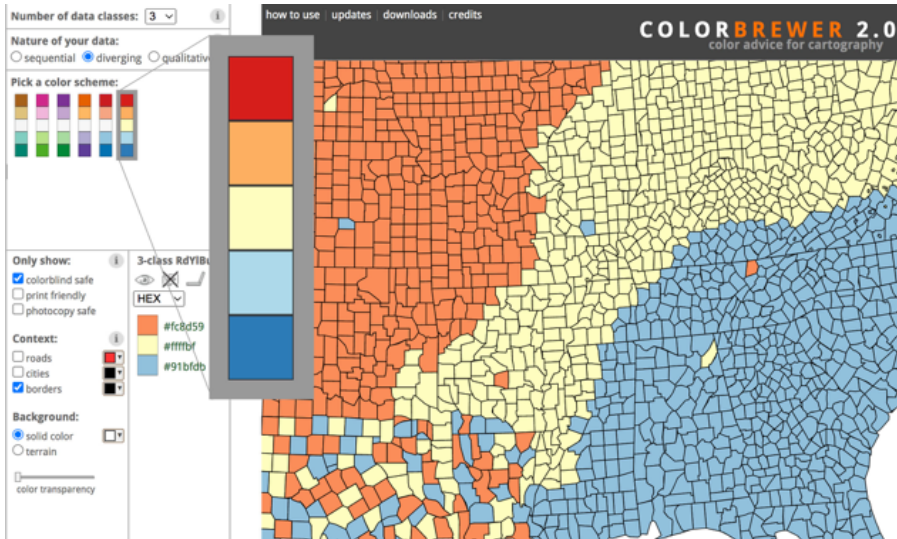 Number of data classes: 3
i
how to use | updates | downloads | credits
COLORBREWER 2.0
color advice for cartography
Nature of your data:
sequential diverging qualitative
Pick a color scheme:
Only show:
i
colorblind safe
print friendly
photocopy safe
Context:
i
roads
cities
borders
Background:
solid color
terrain
color transparency
3-class RdYlBu
HEX
#fc8d59
#ffffbf
#91bfdb